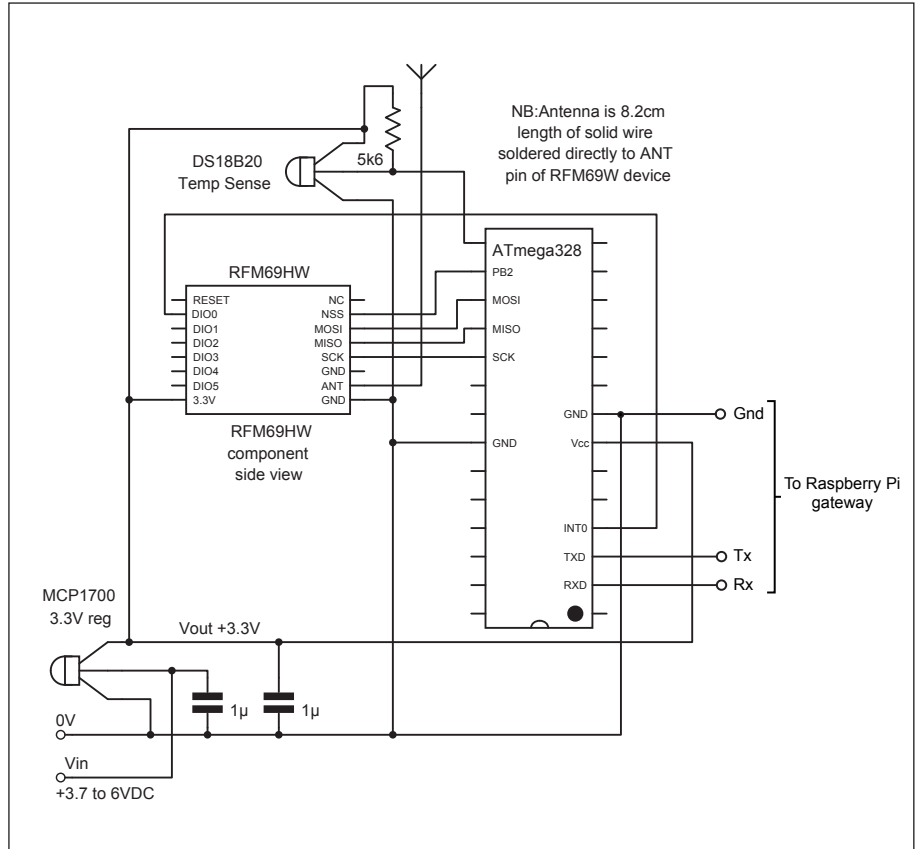 NB:Antenna is 8.2cm
length of solid wire
soldered directly to ANT
pin of RFM69W device
DS18B20
Temp Sense
5k6
RFM69HW
RESET
DIO0
DIO1
DIO2
DIO3
DIO4
DIO5
3.3V
NC
NSS
MOSI
MISO
SCK
GND
ANT
GND
RFM69HW
component
side view
ATmega328
PB2
MOSI
MISO
SCK
GND
GND
Vcc
INT0
TXD
RXD
Gnd
Tx
Rx
To Raspberry Pi
gateway
MCP1700
3.3V reg
Vout +3.3V
1µ
1µ
0V
Vin
+3.7 to 6VDC